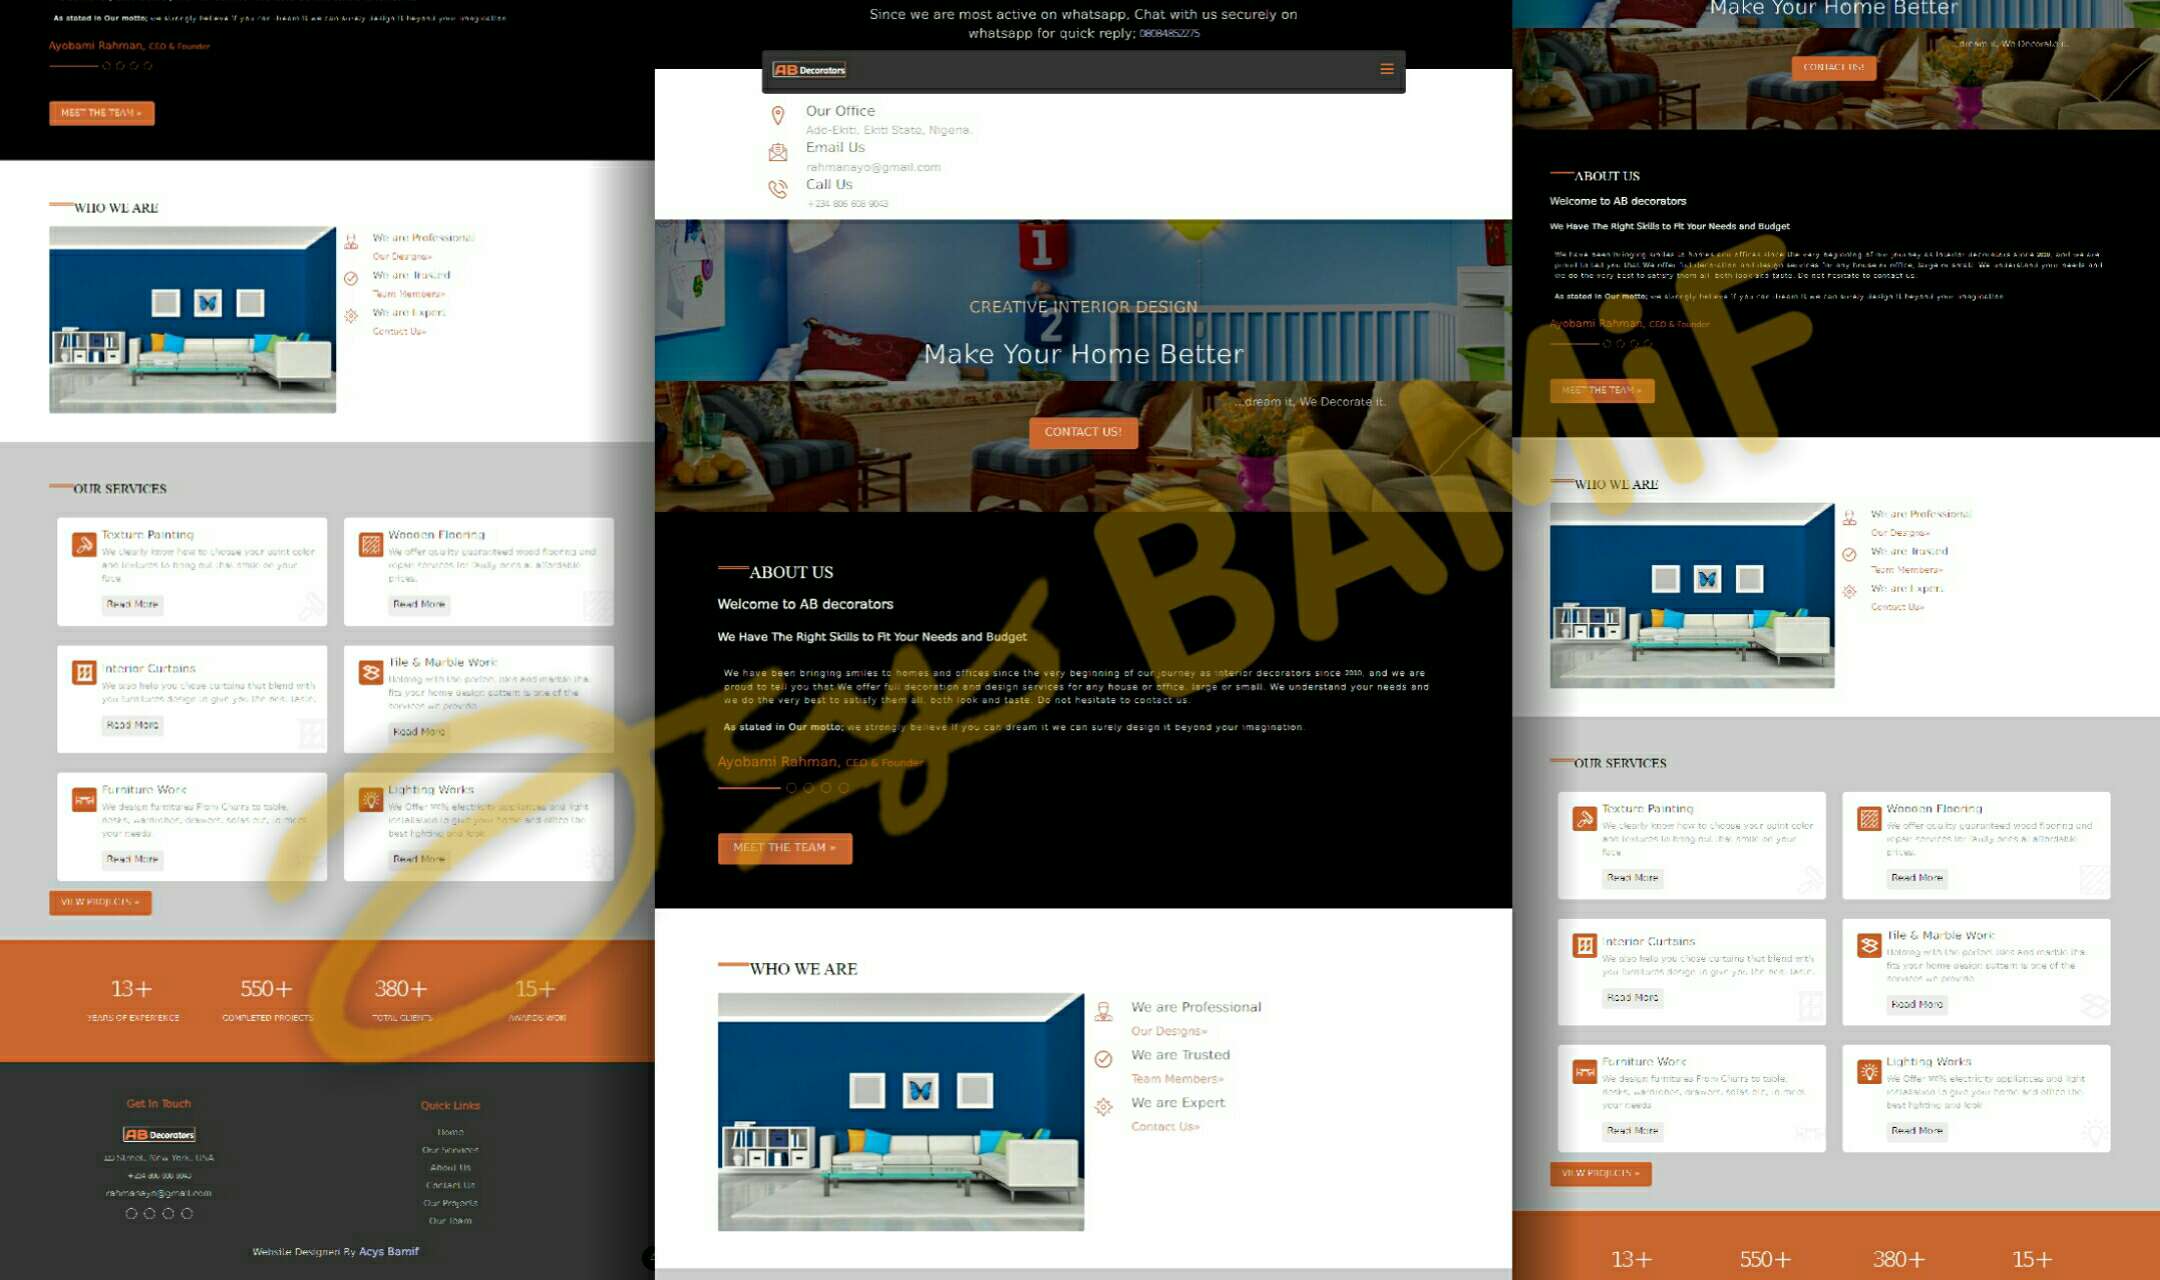 As stated in Our motto; we strongly believe if you can dream it we can surely design it beyond your imagination.
Ayobami Rahman, CEO & Founder
MEET THE TEAM »
WHO WE ARE
We are Professional
Our Designs»
We are Trusted
Team Members»
We are Expert
Contact Us»
OUR SERVICES
Texture Painting
We clearly know how to choose your paint color
and textures to bring out that smile on your
face.
Read More
Wooden Flooring
We offer quality guaranteed wood flooring and
repair services for faulty ones at affordable
prices.
Read More
Interior Curtains
We also help you chose curtains that blend with
you furnitures design to give you the best taste.
Read More
Tile & Marble Work
Helping with the perfect tiles and marble that
fits your home design pattern is one of the
services we provide.
Read More
Furniture Work
We design furnitures From Chairs to table,
desks, wardrobes, drawers, sofas etc, to meet
your needs
Read More
Lighting Works
We Offer 100% electricity appliances and light
installation to give your home and office the
best lighting and look
Read More
VIEW PROJECTS »
13+ 550+ 380+ 15+
YEARS OF EXPERIENCE COMPLETED PROJECTS TOTAL CLIENTS AWARDS WON
Get In Touch
AB Decorators
Street, New York, USA
+234 806 608 9043
rahmanayo@gmail.com
Quick Links
Home
Our Services
About Us
Contact Us
Our Projects
Our Team
Website Designed By Acys Bamif
Since we are most active on whatsapp, Chat with us securely on
whatsapp for quick reply; 08084852275
AB Decorators
Our Office
Ado-Ekiti, Ekiti State, Nigeria.
Email Us
rahmanayo@gmail.com
Call Us
+234 806 608 9043
1
2
CREATIVE INTERIOR DESIGN
Make Your Home Better
...dream it, We Decorate it.
CONTACT US!
ABOUT US
Welcome to AB decorators
We Have The Right Skills to Fit Your Needs and Budget
We have been bringing smiles to homes and offices since the very beginning of our journey as interior decorators since 2010, and we are
proud to tell you that We offer full decoration and design services for any house or office, large or small. We understand your needs and
we do the very best to satisfy them all, both look and taste. Do not hesitate to contact us.
As stated in Our motto; we strongly believe if you can dream it we can surely design it beyond your imagination.
Ayobami Rahman, CEO & Founder
MEET THE TEAM »
WHO WE ARE
We are Professional
Our Designs»
We are Trusted
Team Members»
We are Expert
Contact Us»
Make Your Home Better
...dream it, We Decorate it.
CONTACT US!
ABOUT US
Welcome to AB decorators
We Have The Right Skills to Fit Your Needs and Budget
We have been bringing smiles to homes and offices since the very beginning of our journey as interior decorators since 2010, and we are
proud to tell you that We offer full decoration and design services for any house or office, large or small. We understand your needs and
we do the very best to satisfy them all, both look and taste. Do not hesitate to contact us.
As stated in Our motto; we strongly believe if you can dream it we can surely design it beyond your imagination.
Ayobami Rahman, CEO & Founder
MEET THE TEAM »
WHO WE ARE
We are Professional
Our Designs»
We are Trusted
Team Members»
We are Expert
Contact Us»
OUR SERVICES
Texture Painting
We clearly know how to choose your paint color
and textures to bring out that smile on your
face.
Read More
Wooden Flooring
We offer quality guaranteed wood flooring and
repair services for faulty ones at affordable
prices.
Read More
Interior Curtains
We also help you chose curtains that blend with
you furnitures design to give you the best taste.
Read More
Tile & Marble Work
Helping with the perfect tiles and marble that
fits your home design pattern is one of the
services we provide.
Read More
Furniture Work
We design furnitures From Chairs to table,
desks, wardrobes, drawers, sofas etc, to meet
your needs
Read More
Lighting Works
We Offer 100% electricity appliances and light
installation to give your home and office the
best lighting and look
Read More
VIEW PROJECTS »
13+ 550+ 380+ 15+
Acys BAMiF